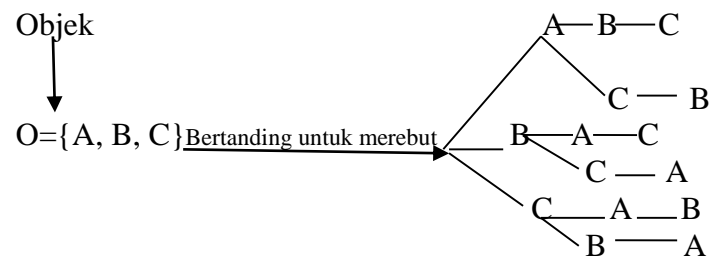 Objek
A B C
C B
O={A, B, C} Bertanding untuk merebut
B A C
C A
C A B
B A